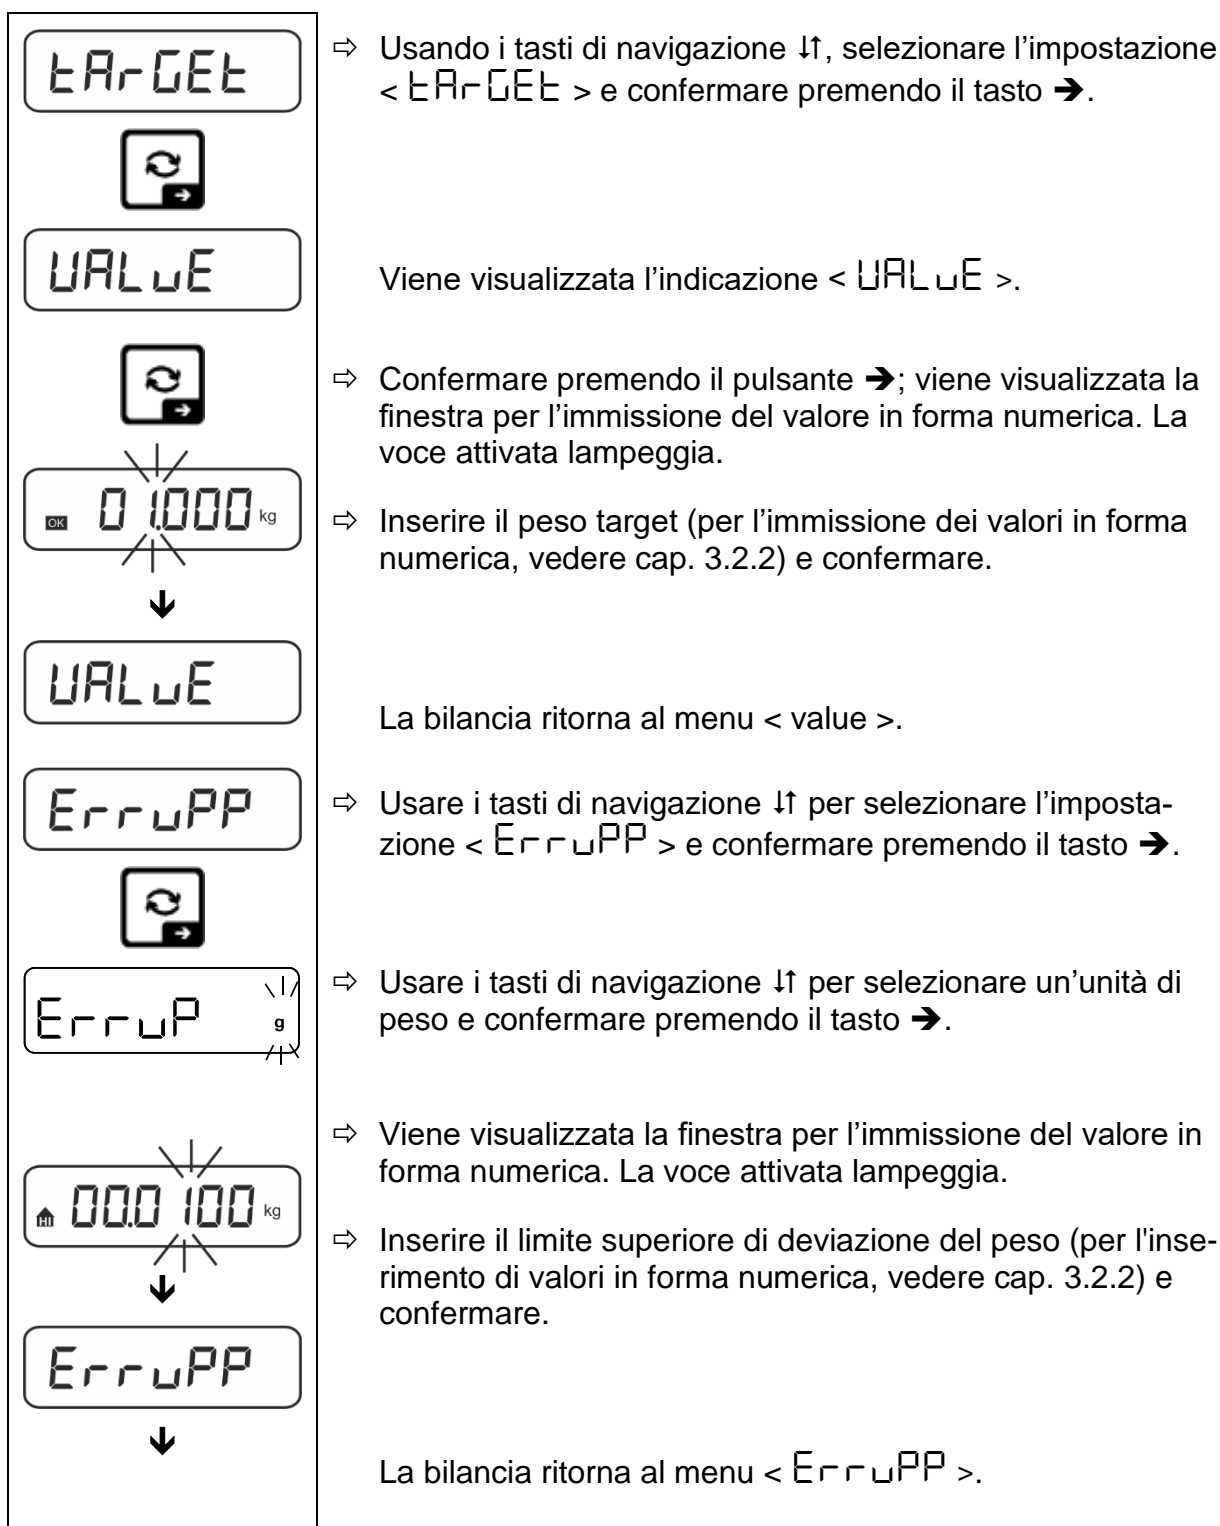 tArGEt
⇨ Usando i tasti di navigazione ↓↑, selezionare l’impostazione
< tArGEt > e confermare premendo il tasto ➔.
VALuE
Viene visualizzata l’indicazione < VALuE >.
⇨ Confermare premendo il pulsante ➔; viene visualizzata la
finestra per l’immissione del valore in forma numerica. La
voce attivata lampeggia.
OK 01.000 kg
⇨ Inserire il peso target (per l’immissione dei valori in forma
numerica, vedere cap. 3.2.2) e confermare.
VALuE
La bilancia ritorna al menu < value >.
ErruPP
⇨ Usare i tasti di navigazione ↓↑ per selezionare l’imposta-
zione < ErruPP > e confermare premendo il tasto ➔.
ErruP g
⇨ Usare i tasti di navigazione ↓↑ per selezionare un’unità di
peso e confermare premendo il tasto ➔.
⇨ Viene visualizzata la finestra per l’immissione del valore in
forma numerica. La voce attivata lampeggia.
HI 00.0100 kg
⇨ Inserire il limite superiore di deviazione del peso (per l'inse-
rimento di valori in forma numerica, vedere cap. 3.2.2) e
confermare.
ErruPP
La bilancia ritorna al menu < ErruPP >.